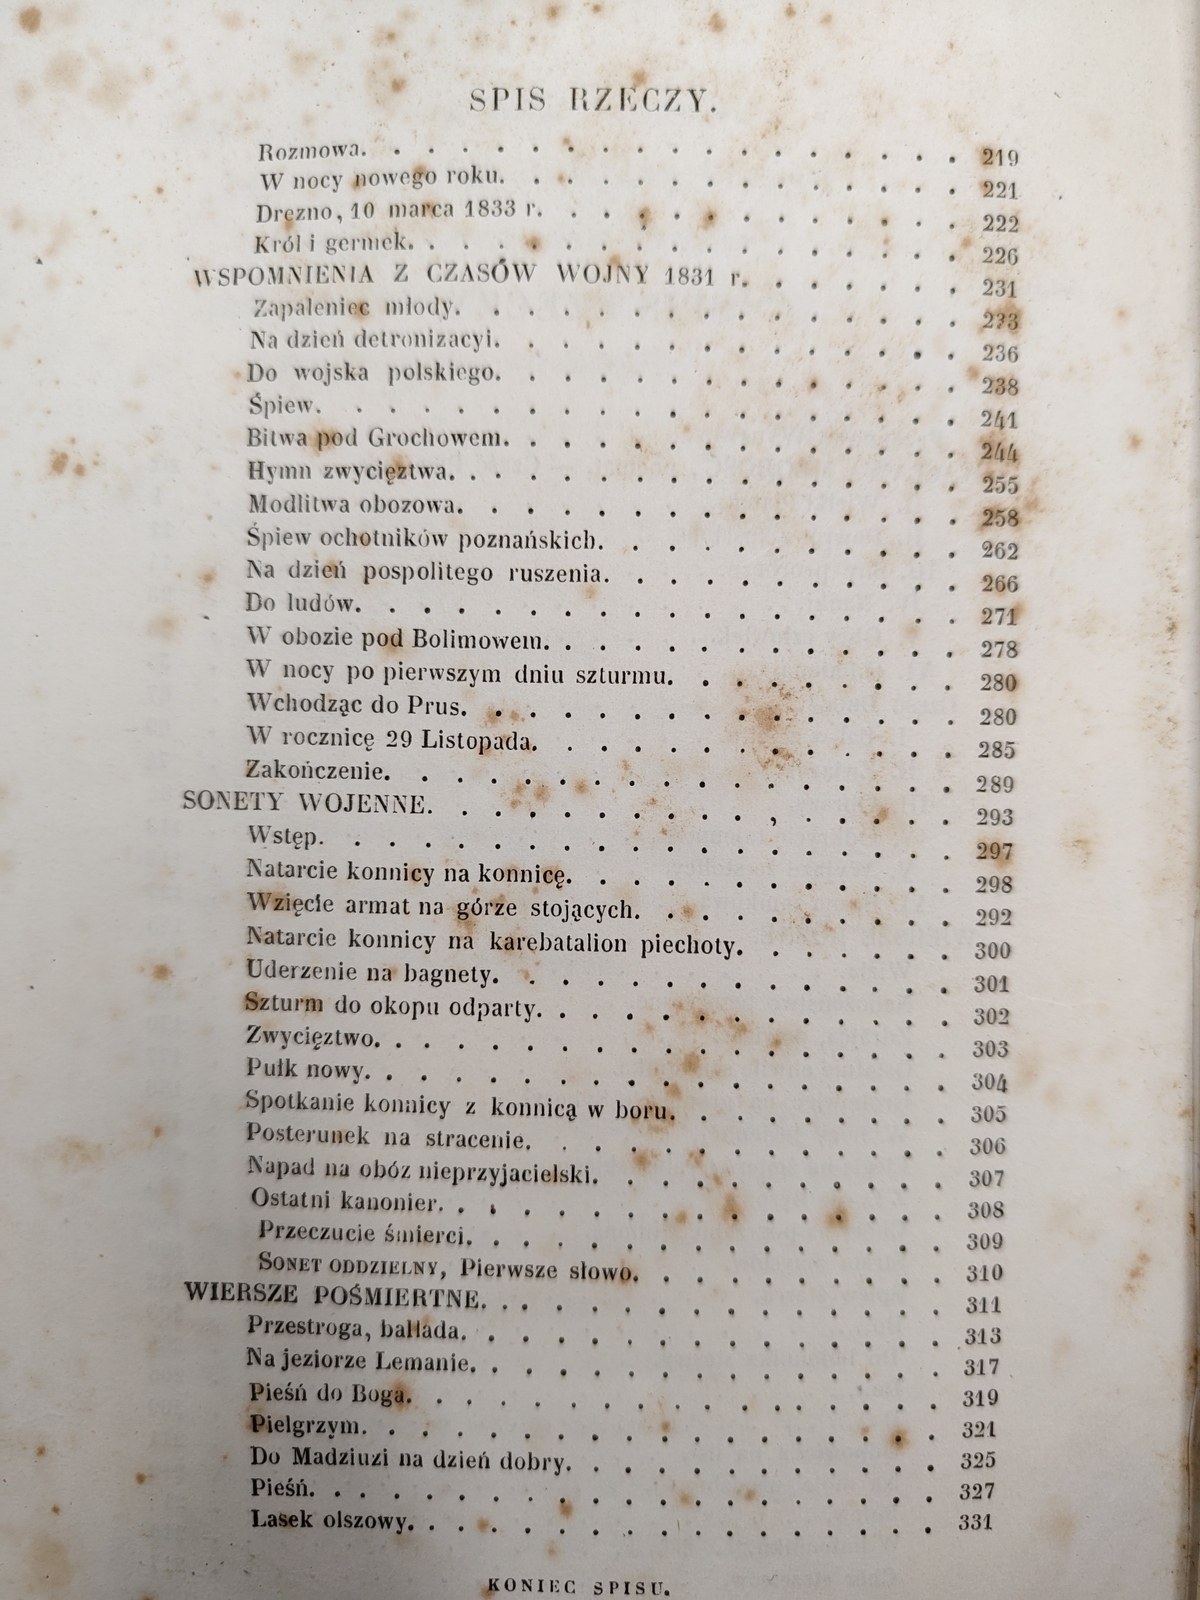 SPIS RZECZY.
Rozmowa. . . . . . . . . . . . . . . . . . 219
W nocy nowego roku. . . . . . . . . . . . . . 221
Drezno, 10 marca 1833 r. . . . . . . . . . . . . 222
Król i germek. . . . . . . . . . . . . . . . . 226
WSPOMNIENIA Z CZASÓW WOJNY 1831 r. . . . . . . 231
Zapaleniec młody. . . . . . . . . . . . . . . . 233
Na dzień detronizacyi. . . . . . . . . . . . . . 236
Do wojska polskiego. . . . . . . . . . . . . . 238
Śpiew. . . . . . . . . . . . . . . . . . . 241
Bitwa pod Grochowem. . . . . . . . . . . . . . 244
Hymn zwycięztwa. . . . . . . . . . . . . . . . 255
Modlitwa obozowa. . . . . . . . . . . . . . . 258
Śpiew ochotników poznańskich. . . . . . . . . . . 262
Na dzień pospolitego ruszenia. . . . . . . . . . . 266
Do ludów. . . . . . . . . . . . . . . . . . 271
W obozie pod Bolimowem. . . . . . . . . . . . . 278
W nocy po pierwszym dniu szturmu. . . . . . . . . 280
Wchodząc do Prus. . . . . . . . . . . . . . . 280
W rocznicę 29 Listopada. . . . . . . . . . . . . 285
Zakończenie. . . . . . . . . . . . . . . . . 289
SONETY WOJENNE. . . . . . . . . . , . . . . . 293
Wstęp. . . . . . . . . . . . . . . . . . . 297
Natarcie konnicy na konnicę. . . . . . . . . . . . 298
Wzięcie armat na górze stojących. . . . . . . . . . 292
Natarcie konnicy na karebatalion piechoty. . . . . . . 300
Uderzenie na bagnety. . . . . . . . . . . . . . 301
Szturm do okopu odparty. . . . . . . . . . . . . 302
Zwycięztwo. . . . . . . . . . . . . . . . . . 303
Pułk nowy. . . . . . . . . . . . . . . . . . 304
Spotkanie konnicy z konnicą w boru. . . . . . . . . 305
Posterunek na stracenie. . . . . . . . . . . . . 306
Napad na obóz nieprzyjacielski. . . . . . . . . . . 307
Ostatni kanonier. . . . . . . . . . . . . . . . 308
Przeczucie śmierci. . . . . . . . . . . . . . . 309
SONET ODDZIELNY, Pierwsze słowo. . . . . . . . . . 310
WIERSZE POŚMIERTNE. . . . . . . . . . . . . . . 311
Przestroga, ballada. . . . . . . . . . . . . . . 313
Na jeziorze Lemanie. . . . . . . . . . . . . . . 317
Pieśń do Boga. . . . . . . . . . . . . . . . 319
Pielgrzym. . . . . . . . . . . . . . . . . . 321
Do Madziuzi na dzień dobry. . . . . . . . . . . . 325
Pieśń. . . . . . . . . . . . . . . . . . . 327
Lasek olszowy. . . . . . . . . . . . . . . . . 331
KONIEC SPISU.